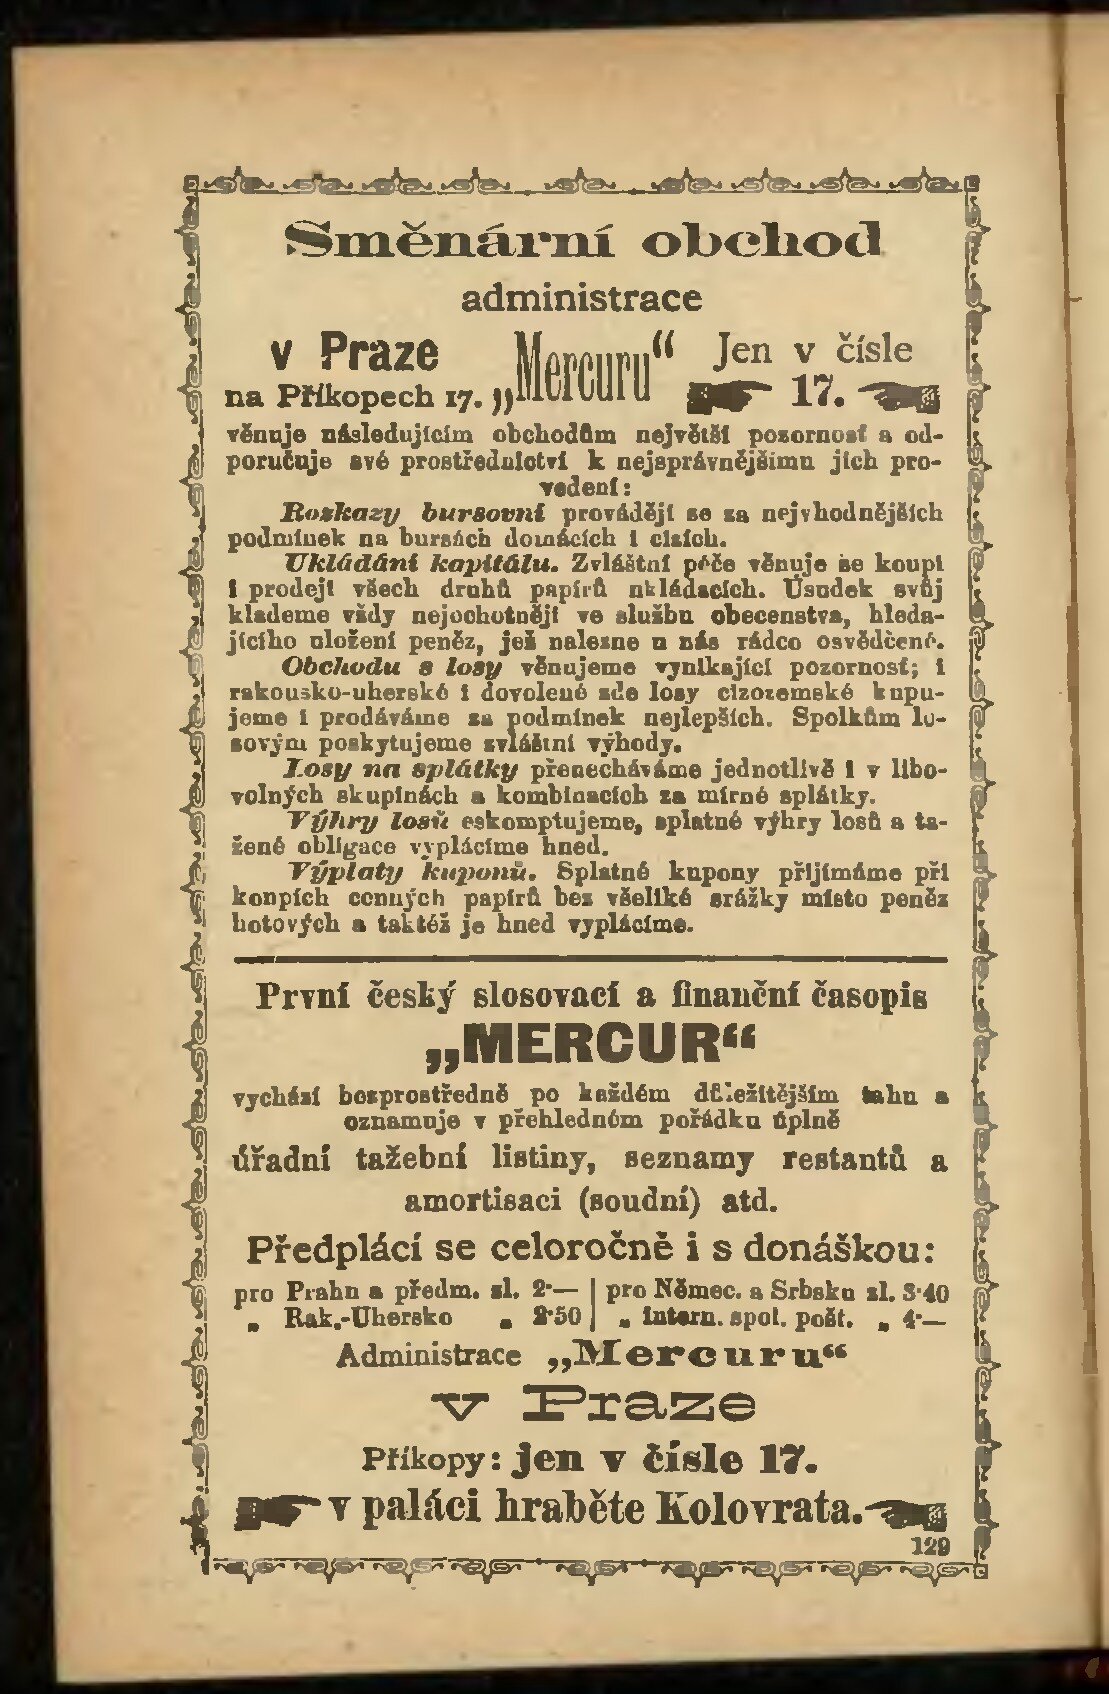 Směnární obchod
administrace
v Praze „Mercuru“ Jen v čísle
na Příkopech 17. 17.
věnuje následujícím obchodům největší pozornosť a od-
poručuje své prostřednictví k nejsprávnějšímu jich pro-
vedení:
Rozkazy bursovní provádějí se za nejvhodnějších
podmínek na bursách domácích i cizích.
Ukládání kapitálu. Zvláštní péče věnuje se koupi
i prodeji všech druhů papírů ukládacích. Úsudek svůj
klademe vždy nejochotněji ve službu obecenstva, hleda-
jícího uložení peněz, jež nalezne u nás rádce osvědčené.
Obchodu s losy věnujeme vynikající pozornosť; i
rakousko-uherské i dovolené zde losy cizozemské kupu-
jeme i prodáváme za podmínek nejlepších. Spolkům lo-
sovým poskytujeme zvláštní výhody.
Losy na splátky přenecháváme jednotlivě i v libo-
volných skupinách a kombinacích za mírné splátky.
Výhry losů eskomptujeme, splatné výhry losů a ta-
žené obligace vyplácíme hned.
Výplaty kuponů. Splatné kupony přijímáme při
koupích cenných papírů bez všeliké srážky místo peněz
hotových a taktéž je hned vyplácíme.
První český slosovací a finanční časopis
„MERCUR“
vychází bezprostředně po každém důležitějším tahu a
oznamuje v přehledném pořádku úplně
úřadní tažební listiny, seznamy restantů a
amortisaci (soudní) atd.
Předplácí se celoročně i s donáškou:
pro Prahu a předm. zl. 2·— | pro Němec. a Srbsko zl. 3·40
„ Rak.-Uhersko „ 2·50 | „ intern. spol. pošt. „ 4·—
Administrace „Mercuru“
v Praze
Příkopy: jen v čísle 17.
v paláci hraběte Kolovrata.
129